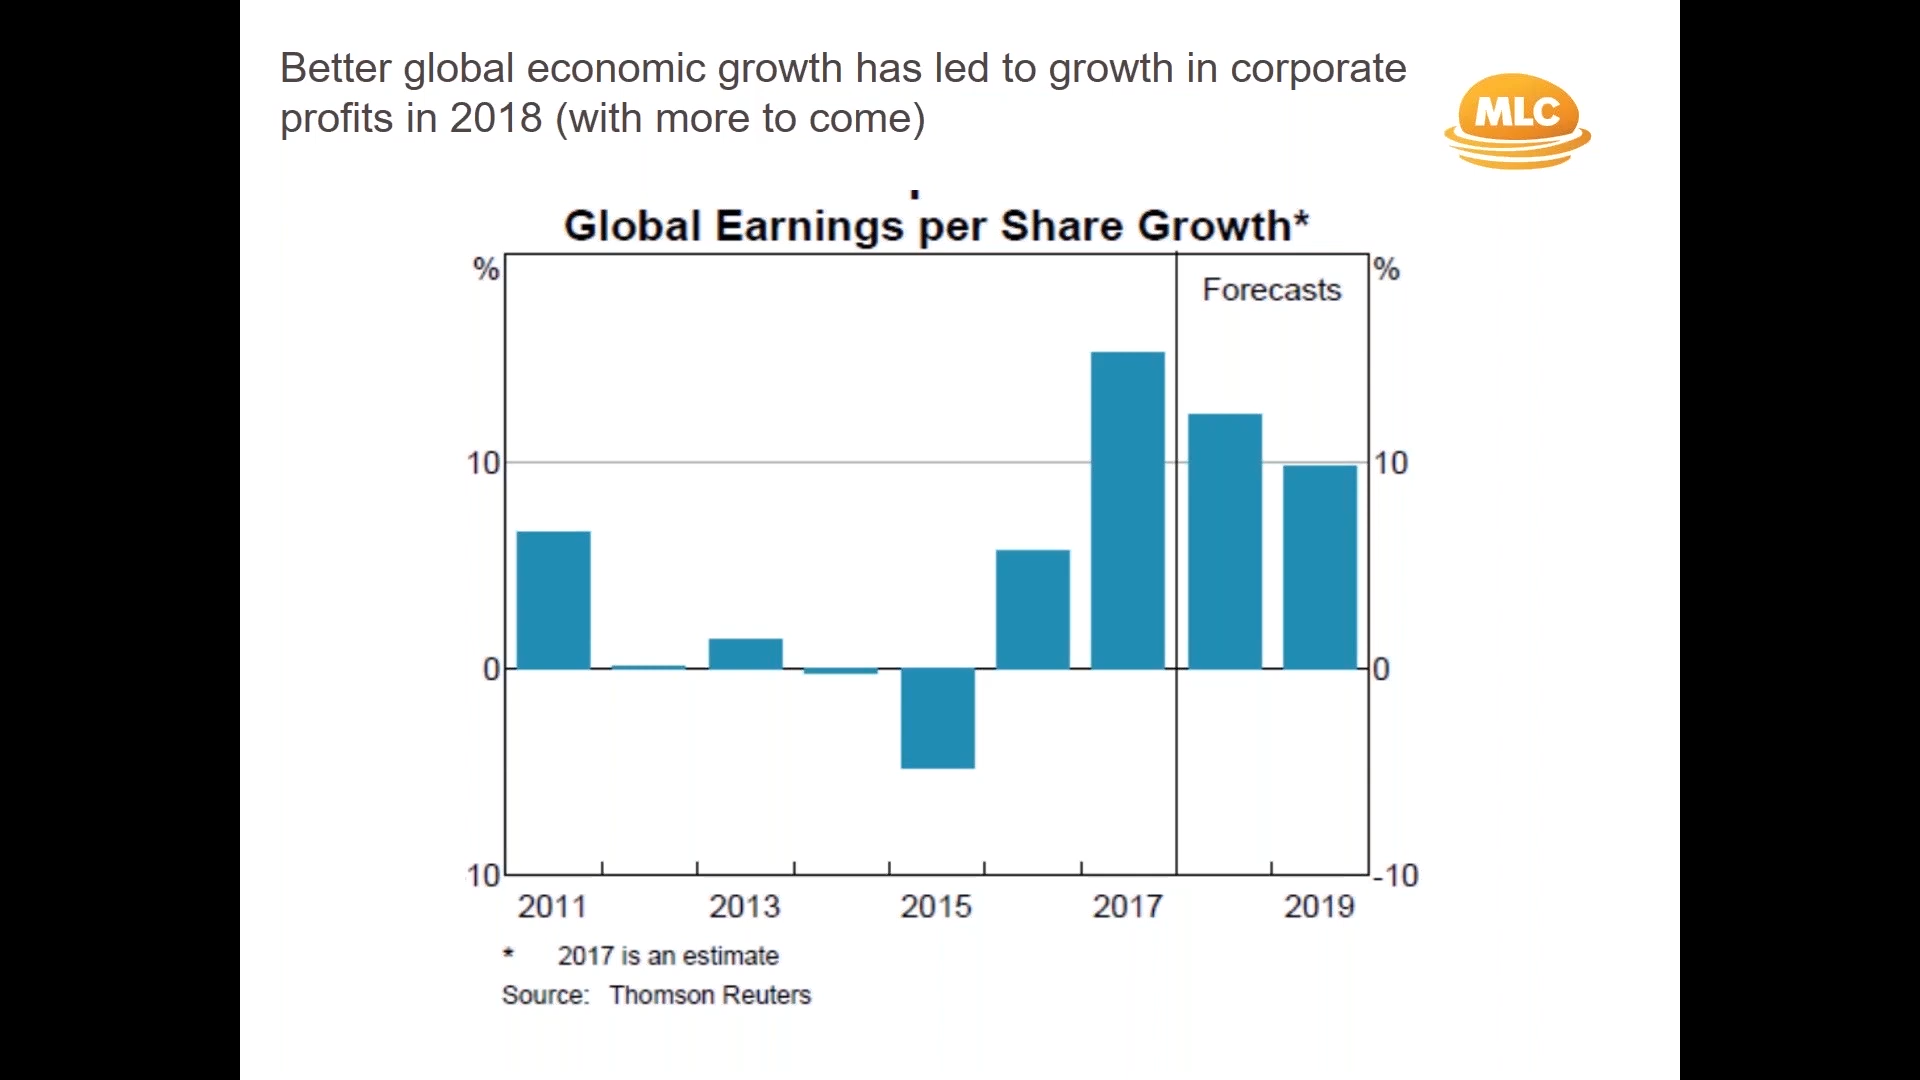 Better global economic growth has led to growth in corporate
profits in 2018 (with more to come)
MLC
Global Earnings per Share Growth*
% %
Forecasts
10 10
0 0
10 -10
2011 2013 2015 2017 2019
* 2017 is an estimate
Source: Thomson Reuters